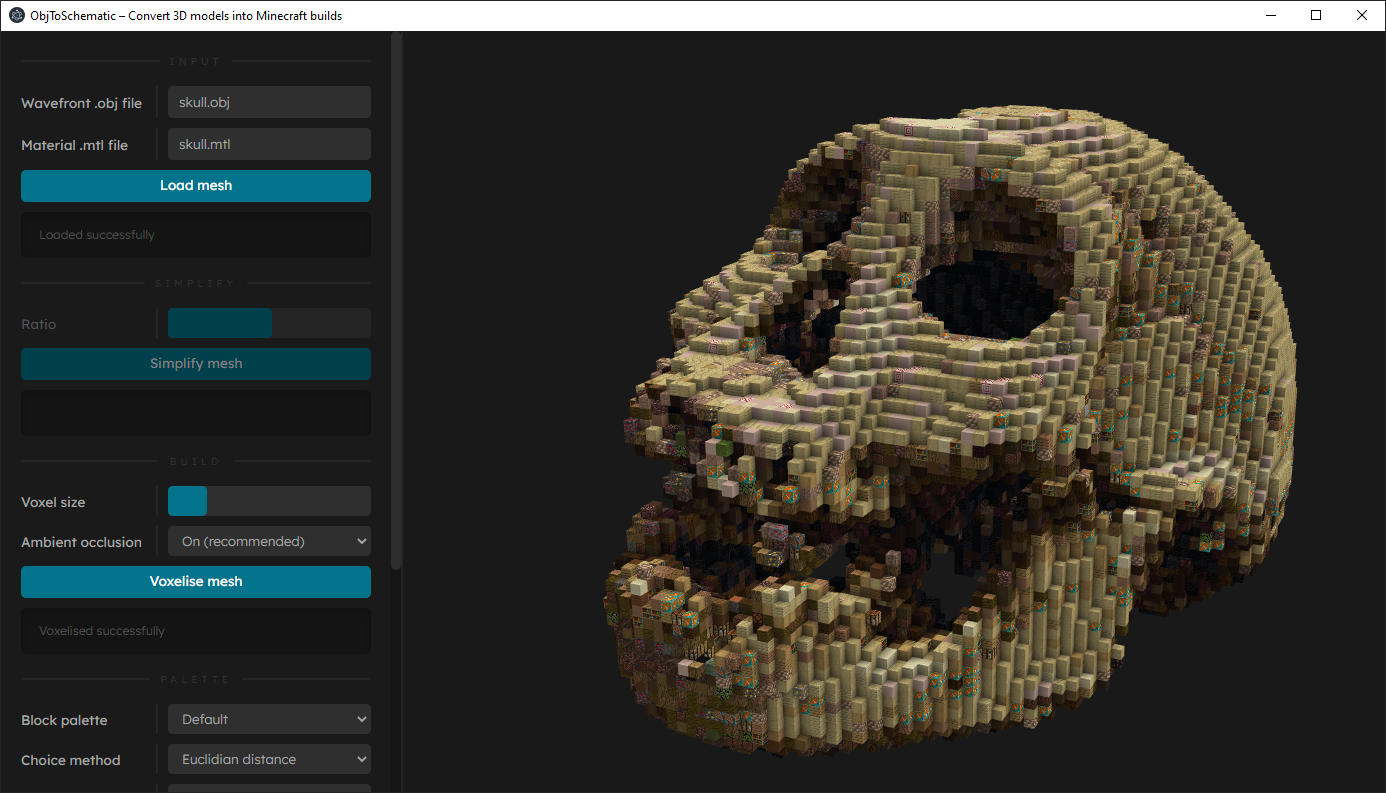 ObjToSchematic – Convert 3D models into Minecraft builds
INPUT
Wavefront .obj file
skull.obj
Material .mtl file
skull.mtl
Load mesh
Loaded successfully
SIMPLIFY
Ratio
Simplify mesh
BUILD
Voxel size
Ambient occlusion
On (recommended)
Voxelise mesh
Voxelised successfully
PALETTE
Block palette
Default
Choice method
Euclidian distance